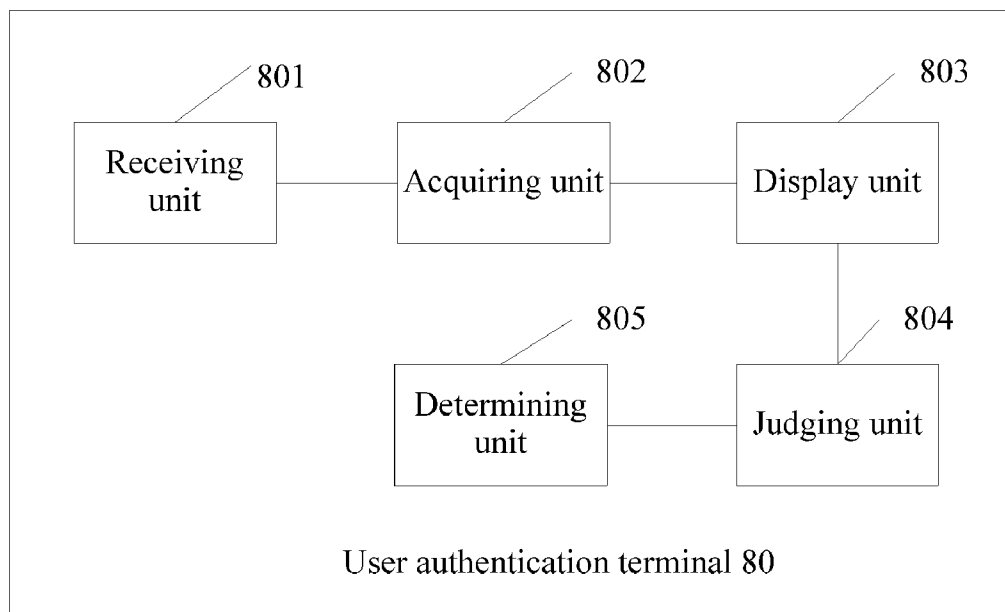 801
802
803
Receiving
unit
Acquiring unit
Display unit
805
804
Determining
unit
Judging unit
User authentication terminal 80